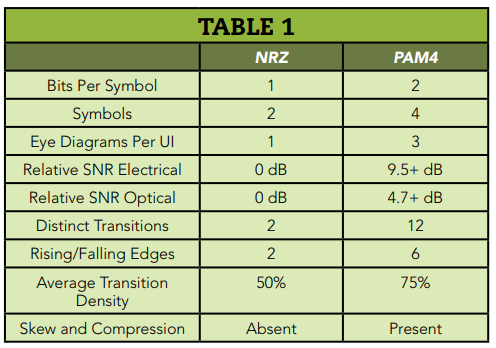 TABLE 1
NRZ PAM4
Bits Per Symbol 1 2
Symbols 2 4
Eye Diagrams Per UI 1 3
Relative SNR Electrical 0 dB 9.5+ dB
Relative SNR Optical 0 dB 4.7+ dB
Distinct Transitions 2 12
Rising/Falling Edges 2 6
Average Transition 50% 75%
Density
Skew and Compression Absent Present